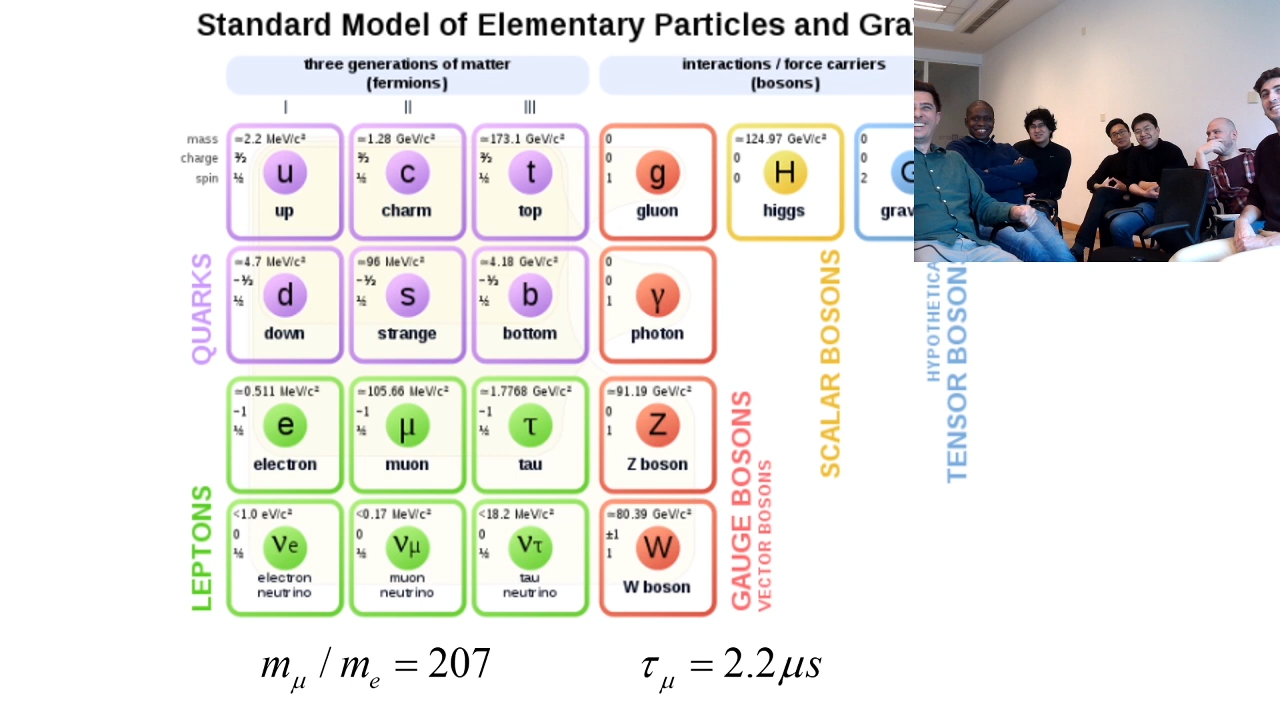 Standard Model of Elementary Particles and Gra
three generations of matter
(fermions)
interactions / force carriers
(bosons)
I II III
mass
charge
spin
≃2.2 MeV/c²
⅔
½
u
up
≃1.28 GeV/c²
⅔
½
c
charm
≃173.1 GeV/c²
⅔
½
t
top
0
0
1
g
gluon
≃124.97 GeV/c²
0
0
H
higgs
0
0
2
G
grav
QUARKS
≃4.7 MeV/c²
-⅓
½
d
down
≃96 MeV/c²
-⅓
½
s
strange
≃4.18 GeV/c²
-⅓
½
b
bottom
0
0
1
γ
photon
LEPTONS
≃0.511 MeV/c²
-1
½
e
electron
≃105.66 MeV/c²
-1
½
μ
muon
≃1.7768 GeV/c²
-1
½
τ
tau
≃91.19 GeV/c²
0
1
Z
Z boson
<1.0 eV/c²
0
½
νe
electron
neutrino
<0.17 MeV/c²
0
½
νμ
muon
neutrino
<18.2 MeV/c²
0
½
ντ
tau
neutrino
≃80.39 GeV/c²
±1
1
W
W boson
GAUGE BOSONS
VECTOR BOSONS
SCALAR BOSONS
HYPOTHETICA
TENSOR BOSONS
mμ / me = 207
τμ = 2.2μs